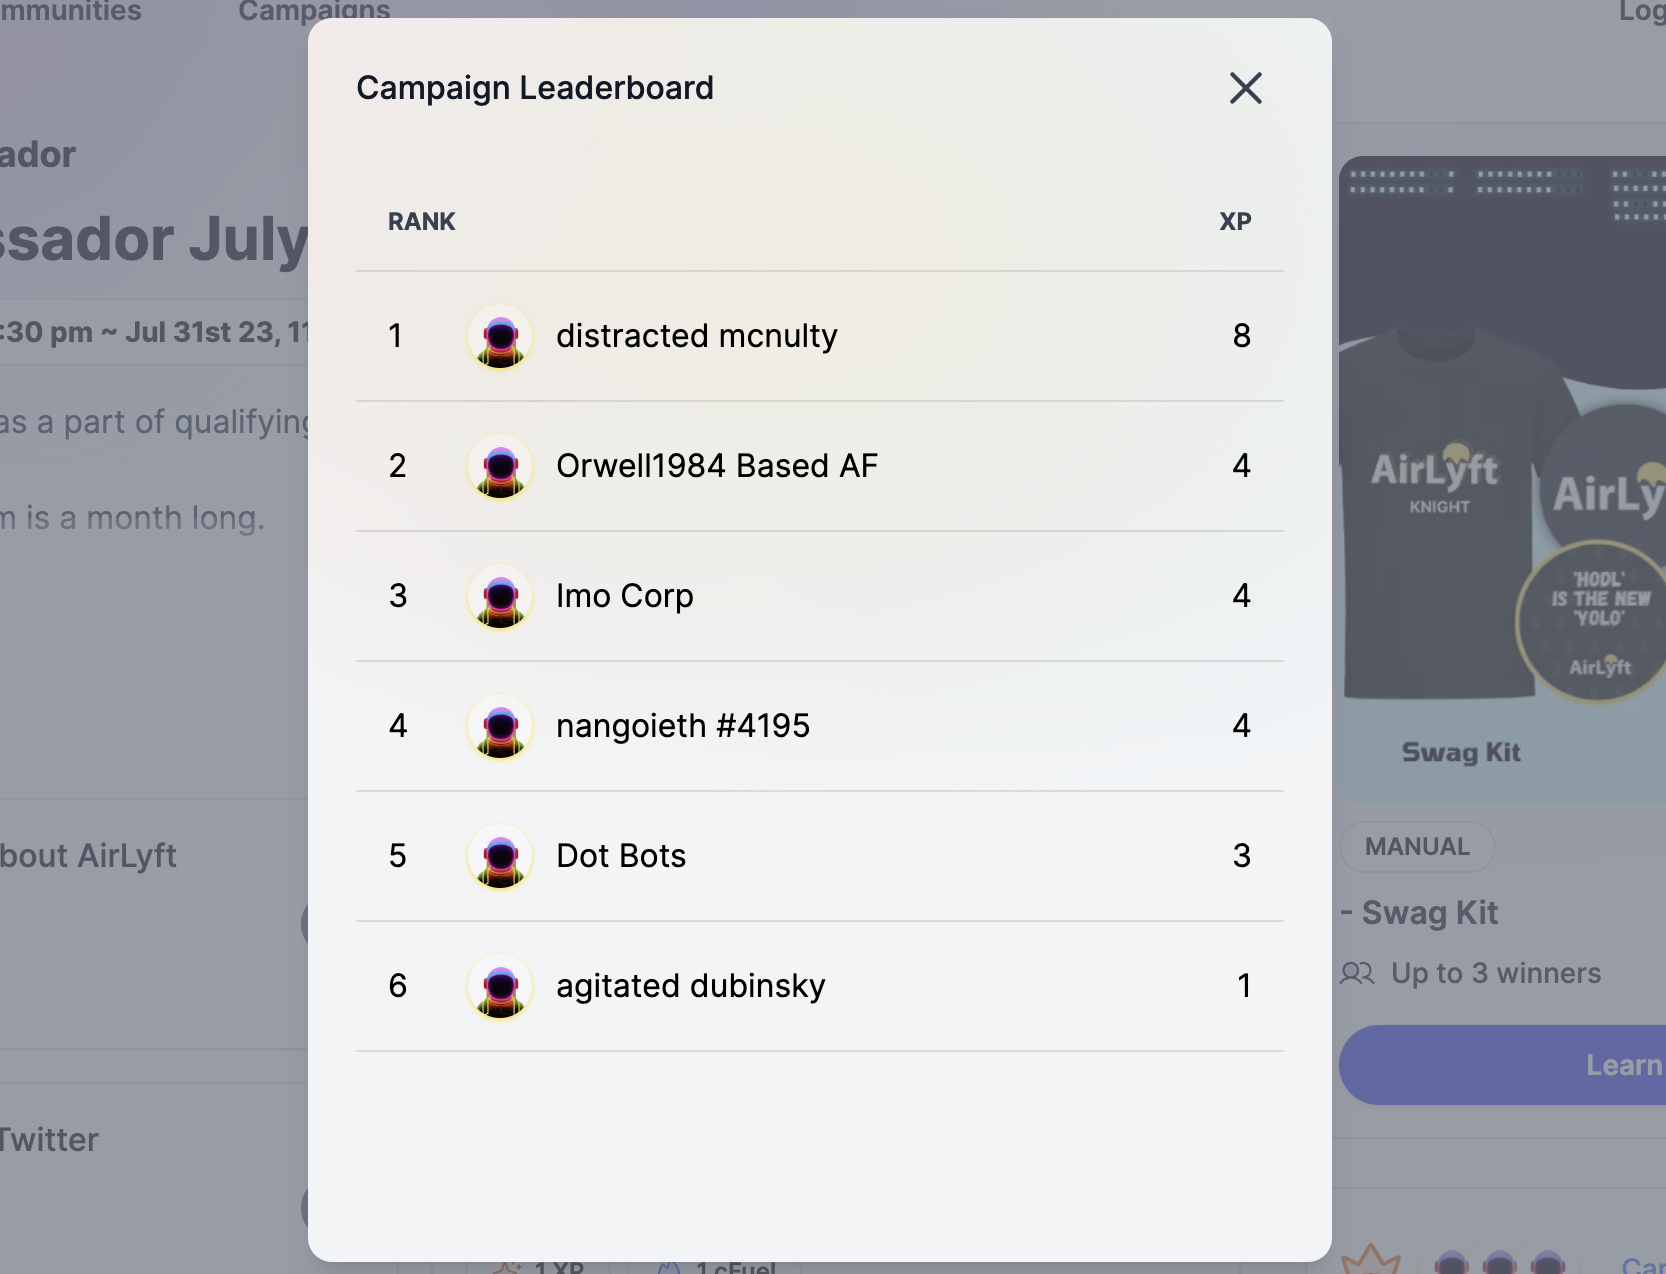 mmunities
Campaigns
Log
Campaign Leaderboard
RANK
XP
1 distracted mcnulty 8
2 Orwell1984 Based AF 4
3 Imo Corp 4
4 nangoieth #4195 4
5 Dot Bots 3
6 agitated dubinsky 1
ador
ssador July
:30 pm ~ Jul 31st 23, 11
as a part of qualifying
m is a month long.
bout AirLyft
Twitter
1 XP
1 cFuel
AirLyft
KNIGHT
AirLy
'HODL'
IS THE NEW
'YOLO'
AirLyft
Swag Kit
MANUAL
- Swag Kit
Up to 3 winners
Learn
Car